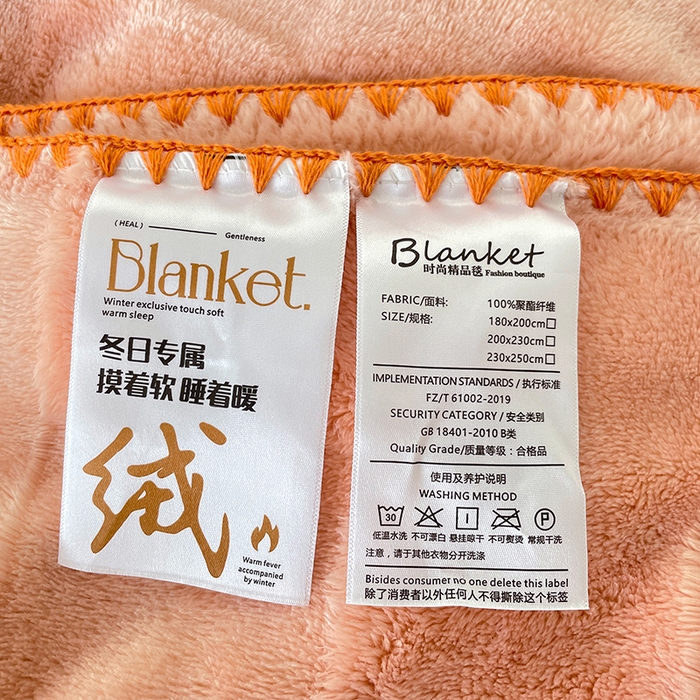 (HEAL)
Gentleness
Blanket.
Winter exclusive touch soft
warm sleep
冬日专属
摸着软 睡着暖
绒
Warm fever
accompanied
by winter
Blanket
时尚精品毯 Fashion boutique
FABRIC/面料: 100%聚酯纤维
SIZE/规格: 180x200cm
200x230cm
230x250cm
IMPLEMENTATION STANDARDS / 执行标准
FZ/T 61002-2019
SECURITY CATEGORY / 安全类别
GB 18401-2010 B类
Quality Grade/质量等级：合格品
使用及养护说明
WASHING METHOD
30 P
低温水洗 不可漂白 悬挂晾干 不可熨烫 常规干洗
注意，请于其他衣物分开洗涤
Bisides consumer no one delete this label
除了消费者以外任何人不得撕除这个标签